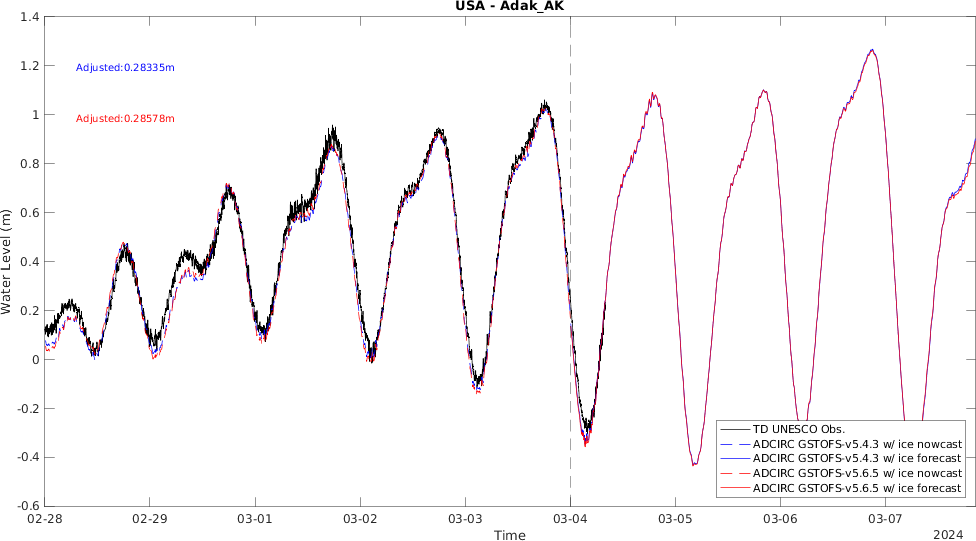 USA - Adak_AK
Adjusted:0.28335m
Adjusted:0.28578m
Water Level (m)
1.4
1.2
1
0.8
0.6
0.4
0.2
0
-0.2
-0.4
-0.6
TD UNESCO Obs.
ADCIRC GSTOFS-v5.4.3 w/ ice nowcast
ADCIRC GSTOFS-v5.4.3 w/ ice forecast
ADCIRC GSTOFS-v5.6.5 w/ ice nowcast
ADCIRC GSTOFS-v5.6.5 w/ ice forecast
02-28 02-29 03-01 03-02 03-03 03-04 03-05 03-06 03-07
Time
2024